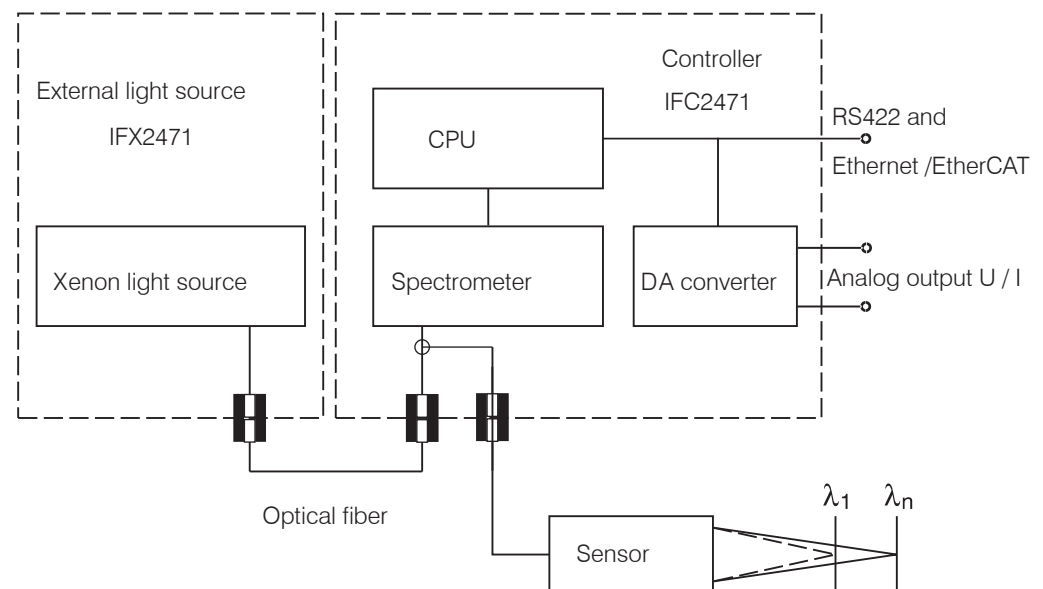 External light source
IFX2471
Xenon light source
Controller
IFC2471
CPU
Spectrometer
DA converter
RS422 and
Ethernet /EtherCAT
Analog output U / I
Optical fiber
Sensor
λ1
λn